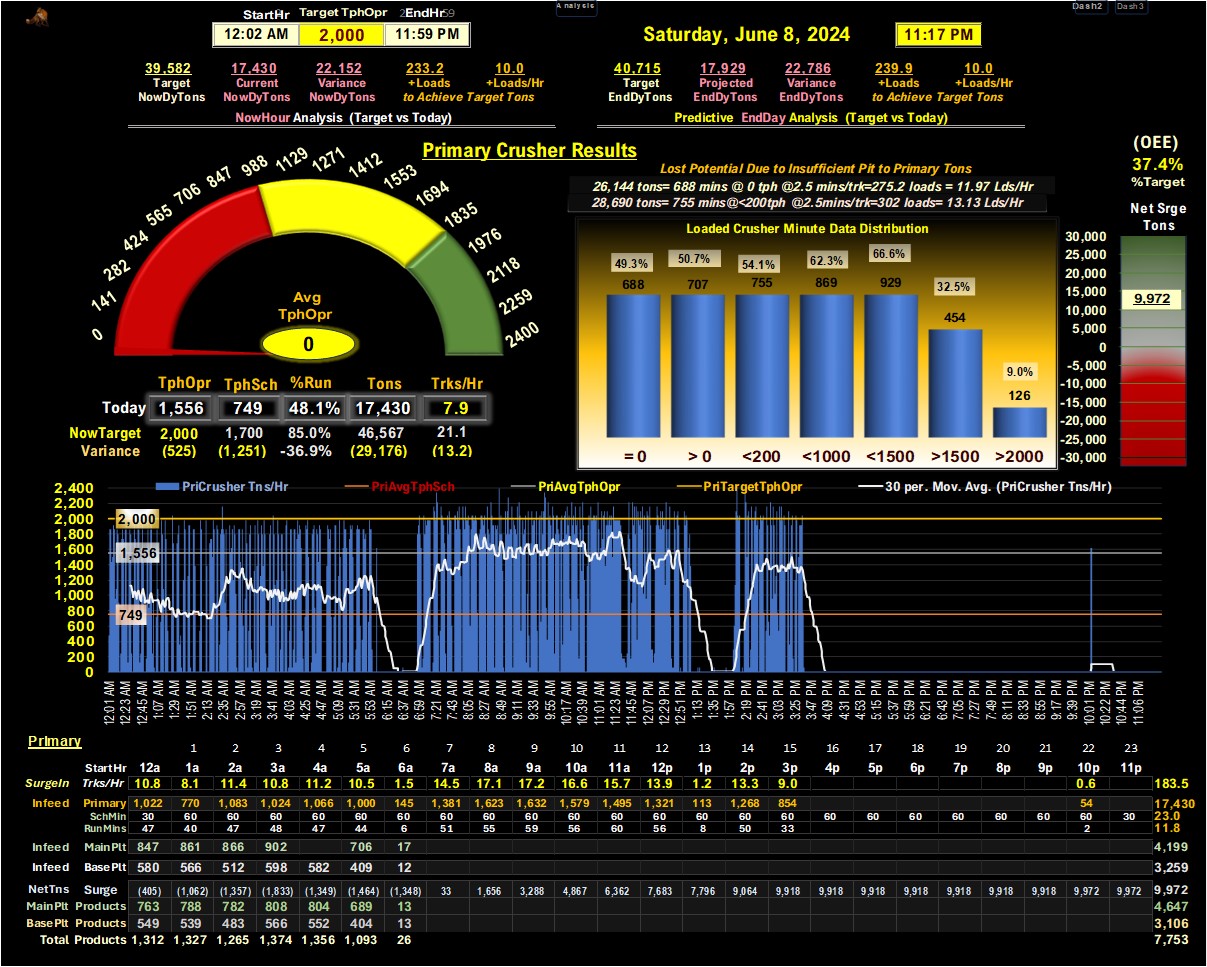 StartHr Target TphOpr EndHr
12:02 AM 2,000 11:59 PM
Analysis
Dash2 Dash3
Saturday, June 8, 2024 11:17 PM
39,582 17,430 22,152 233.2 10.0
Target Current Variance +Loads +Loads/Hr
NowDyTons NowDyTons NowDyTons to Achieve Target Tons
NowHour Analysis (Target vs Today)
40,715 17,929 22,786 239.9 10.0
Target Projected Variance +Loads +Loads/Hr
EndDyTons EndDyTons EndDyTons to Achieve Target Tons
Predictive EndDay Analysis (Target vs Today)
Primary Crusher Results
0 141 282 424 565 706 847 988 1129 1271 1412 1553 1694 1835 1976 2118 2259 2400
Avg
TphOpr
0
TphOpr TphSch %Run Tons Trks/Hr
Today 1,556 749 48.1% 17,430 7.9
NowTarget 2,000 1,700 85.0% 46,567 21.1
Variance (525) (1,251) -36.9% (29,176) (13.2)
Lost Potential Due to Insufficient Pit to Primary Tons
26,144 tons= 688 mins @ 0 tph @2.5 mins/trk=275.2 loads = 11.97 Lds/Hr
28,690 tons= 755 mins@<200tph @2.5mins/trk=302 loads= 13.13 Lds/Hr
Loaded Crusher Minute Data Distribution
49.3% 50.7% 54.1% 62.3% 66.6% 32.5% 9.0%
688 707 755 869 929 454 126
= 0 > 0 <200 <1000 <1500 >1500 >2000
(OEE)
37.4%
%Target
Net Srge
Tons
30,000
25,000
20,000
15,000
10,000
5,000
0
-5,000
-10,000
-15,000
-20,000
-25,000
-30,000
9,972
PriCrusher Tns/Hr PriAvgTphSch PriAvgTphOpr PriTargetTphOpr 30 per. Mov. Avg. (PriCrusher Tns/Hr)
2,400
2,200
2,000
1,800
1,600
1,400
1,200
1,000
800
600
400
200
0
2,000
1,556
749
12:01 AM 12:23 AM 12:45 AM 1:07 AM 1:29 AM 1:51 AM 2:13 AM 2:35 AM 2:57 AM 3:19 AM 3:41 AM 4:03 AM 4:25 AM 4:47 AM 5:09 AM 5:31 AM 5:53 AM 6:15 AM 6:37 AM 6:59 AM 7:21 AM 7:43 AM 8:05 AM 8:27 AM 8:49 AM 9:11 AM 9:33 AM 9:55 AM 10:17 AM 10:39 AM 11:01 AM 11:23 AM 11:45 AM 12:07 PM 12:29 PM 12:51 PM 1:13 PM 1:35 PM 1:57 PM 2:19 PM 2:41 PM 3:03 PM 3:25 PM 3:47 PM 4:09 PM 4:31 PM 4:53 PM 5:15 PM 5:37 PM 5:59 PM 6:21 PM 6:43 PM 7:05 PM 7:27 PM 7:49 PM 8:11 PM 8:33 PM 8:55 PM 9:17 PM 9:39 PM 10:01 PM 10:22 PM 10:44 PM 11:06 PM
Primary 1 2 3 4 5 6 7 8 9 10 11 12 13 14 15 16 17 18 19 20 21 22 23
StartHr 12a 1a 2a 3a 4a 5a 6a 7a 8a 9a 10a 11a 12p 1p 2p 3p 4p 5p 6p 7p 8p 9p 10p 11p
SurgeIn Trks/Hr 10.8 8.1 11.4 10.8 11.2 10.5 1.5 14.5 17.1 17.2 16.6 15.7 13.9 1.2 13.3 9.0 0.6 183.5
Infeed Primary 1,022 770 1,083 1,024 1,066 1,000 145 1,381 1,623 1,632 1,579 1,495 1,321 113 1,268 854 54 17,430
SchMin 30 60 60 60 60 60 60 60 60 60 60 60 60 60 60 60 60 60 60 60 60 60 60 30 23.0
RunMins 47 40 47 48 47 44 6 51 55 59 56 60 56 8 50 33 2 11.8
Infeed MainPlt 847 861 866 902 706 17 4,199
Infeed BasePlt 580 566 512 598 582 409 12 3,259
NetTns Surge (405) (1,062) (1,357) (1,833) (1,349) (1,464) (1,348) 33 1,656 3,288 4,867 6,362 7,683 7,796 9,064 9,918 9,918 9,918 9,918 9,918 9,918 9,918 9,972 9,972 9,972
MainPlt Products 763 788 782 808 804 689 13 4,647
BasePlt Products 549 539 483 566 552 404 13 3,106
Total Products 1,312 1,327 1,265 1,374 1,356 1,093 26 7,753